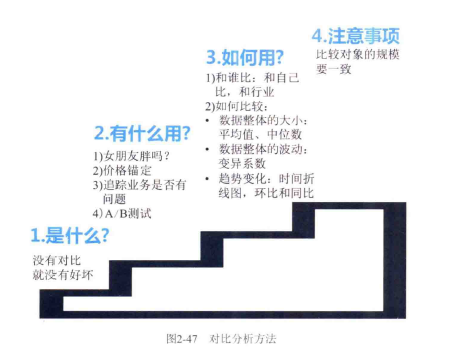 1.是什么?
没有对比
就没有好坏
2.有什么用?
1)女朋友胖吗?
2)价格锚定
3)追踪业务是否有
问题
4)A/B测试
3.如何用?
1)和谁比：和自己
比，和行业
2)如何比较：
• 数据整体的大小：
平均值、中位数
• 数据整体的波动：
变异系数
• 趋势变化：时间折
线图，环比和同比
4.注意事项
比较对象的规模
要一致
图2-47 对比分析方法